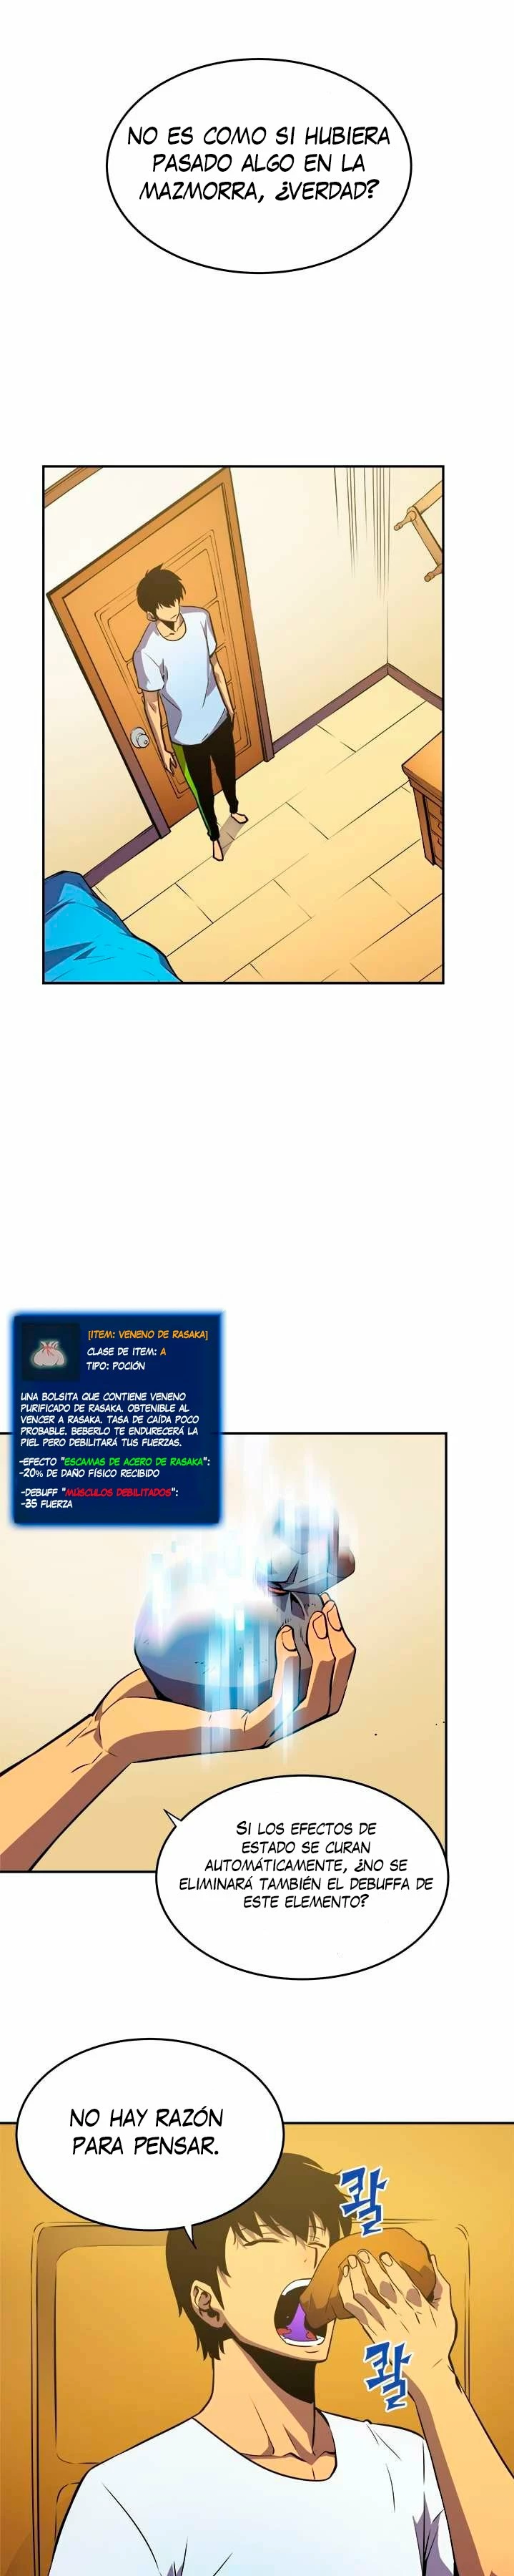 NO ES COMO SI HUBIERA
PASADO ALGO EN LA
MAZMORRA, ¿VERDAD?
[ITEM: VENENO DE RASAKA]
CLASE DE ITEM: A
TIPO: POCIÓN
UNA BOLSITA QUE CONTIENE VENENO
PURIFICADO DE RASAKA. OBTENIBLE AL
VENCER A RASAKA. TASA DE CAÍDA POCO
PROBABLE. BEBERLO TE ENDURECERÁ LA
PIEL PERO DEBILITARÁ TUS FUERZAS.
-EFECTO "ESCAMAS DE ACERO DE RASAKA":
-20% DE DAÑO FÍSICO RECIBIDO
-DEBUFF "MÚSCULOS DEBILITADOS":
-35 FUERZA
SI LOS EFECTOS DE
ESTADO SE CURAN
AUTOMÁTICAMENTE, ¿NO SE
ELIMINARÁ TAMBIÉN EL DEBUFFA DE
ESTE ELEMENTO?
NO HAY RAZÓN
PARA PENSAR.
콸
콸